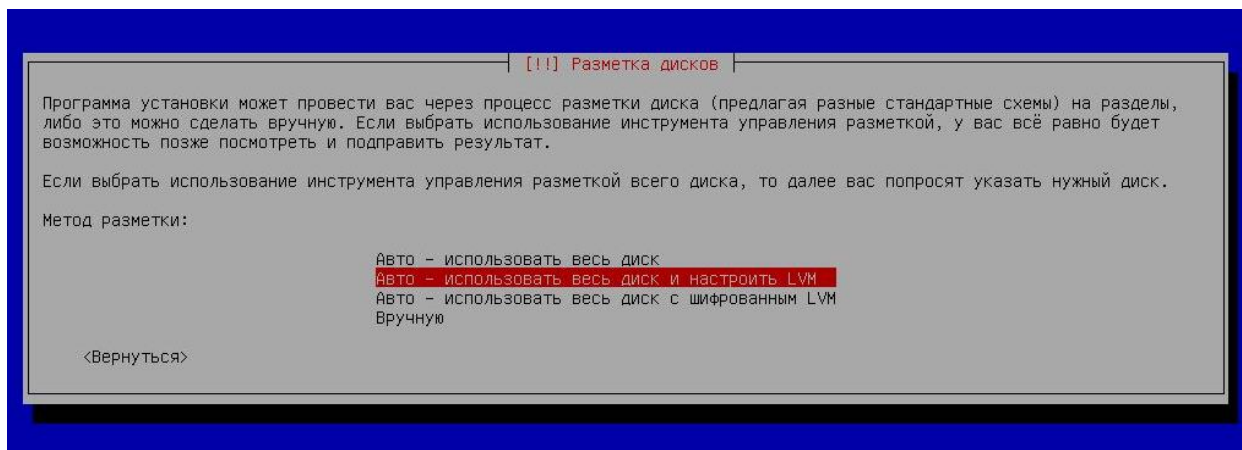 [!!] Разметка дисков
Программа установки может провести вас через процесс разметки диска (предлагая разные стандартные схемы) на разделы,
либо это можно сделать вручную. Если выбрать использование инструмента управления разметкой, у вас всё равно будет
возможность позже посмотреть и подправить результат.
Если выбрать использование инструмента управления разметкой всего диска, то далее вас попросят указать нужный диск.
Метод разметки:
Авто – использовать весь диск
Авто – использовать весь диск и настроить LVM
Авто – использовать весь диск с шифрованным LVM
Вручную
<Вернуться>